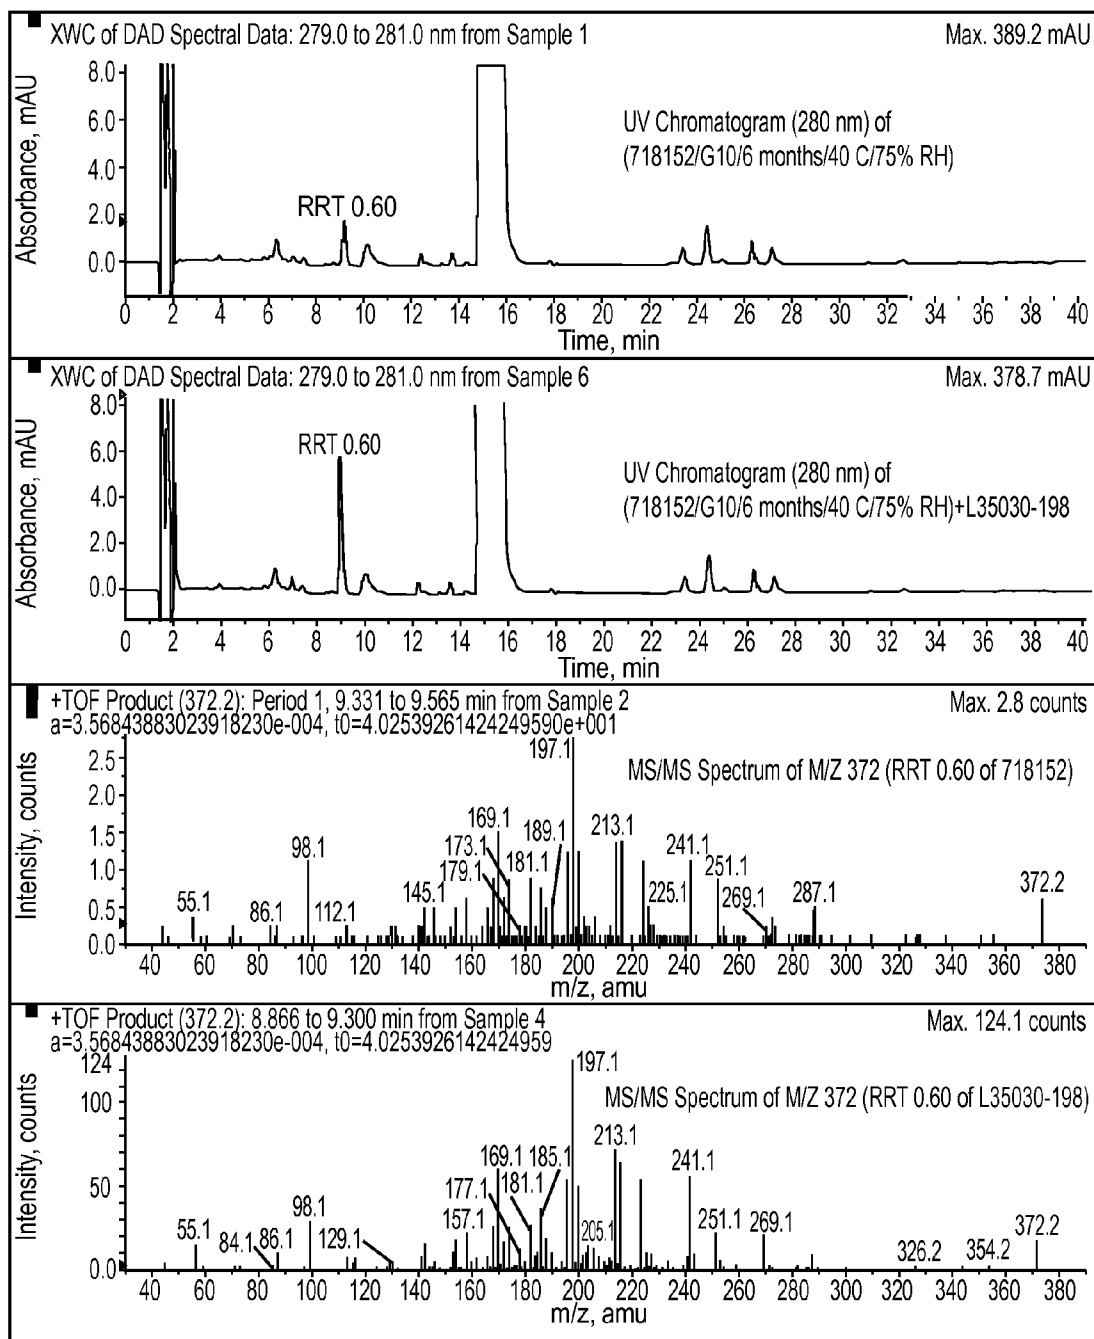 XWC of DAD Spectral Data: 279.0 to 281.0 nm from Sample 1 Max. 389.2 mAU
Absorbance, mAU
8.0
6.0
4.0
2.0
0.0
UV Chromatogram (280 nm) of
(718152/G10/6 months/40 C/75% RH)
RRT 0.60
0 2 4 6 8 10 12 14 16 18 20 22 24 26 28 30 32 34 36 38 40
Time, min
XWC of DAD Spectral Data: 279.0 to 281.0 nm from Sample 6 Max. 378.7 mAU
Absorbance, mAU
8.0
6.0
4.0
2.0
0.0
RRT 0.60
UV Chromatogram (280 nm) of
(718152/G10/6 months/40 C/75% RH)+L35030-198
0 2 4 6 8 10 12 14 16 18 20 22 24 26 28 30 32 34 36 38 40
Time, min
+TOF Product (372.2): Period 1, 9.331 to 9.565 min from Sample 2 Max. 2.8 counts
a=3.56843883023918230e-004, t0=4.02539261424249590e+001
Intensity, counts
2.5
2.0
1.5
1.0
0.5
0.0
MS/MS Spectrum of M/Z 372 (RRT 0.60 of 718152)
55.1
86.1
98.1
112.1
145.1
169.1
173.1
179.1
181.1
189.1
197.1
213.1
225.1
241.1
251.1
269.1
287.1
372.2
40 60 80 100 120 140 160 180 200 220 240 260 280 300 320 340 360 380
m/z, amu
+TOF Product (372.2): 8.866 to 9.300 min from Sample 4 Max. 124.1 counts
a=3.56843883023918230e-004, t0=4.0253926142424959
Intensity, counts
124
100
50
0.0
MS/MS Spectrum of M/Z 372 (RRT 0.60 of L35030-198)
55.1
84.1
86.1
98.1
129.1
157.1
169.1
177.1
181.1
185.1
197.1
205.1
213.1
241.1
251.1
269.1
326.2
354.2
372.2
40 60 80 100 120 140 160 180 200 220 240 260 280 300 320 340 360 380
m/z, amu